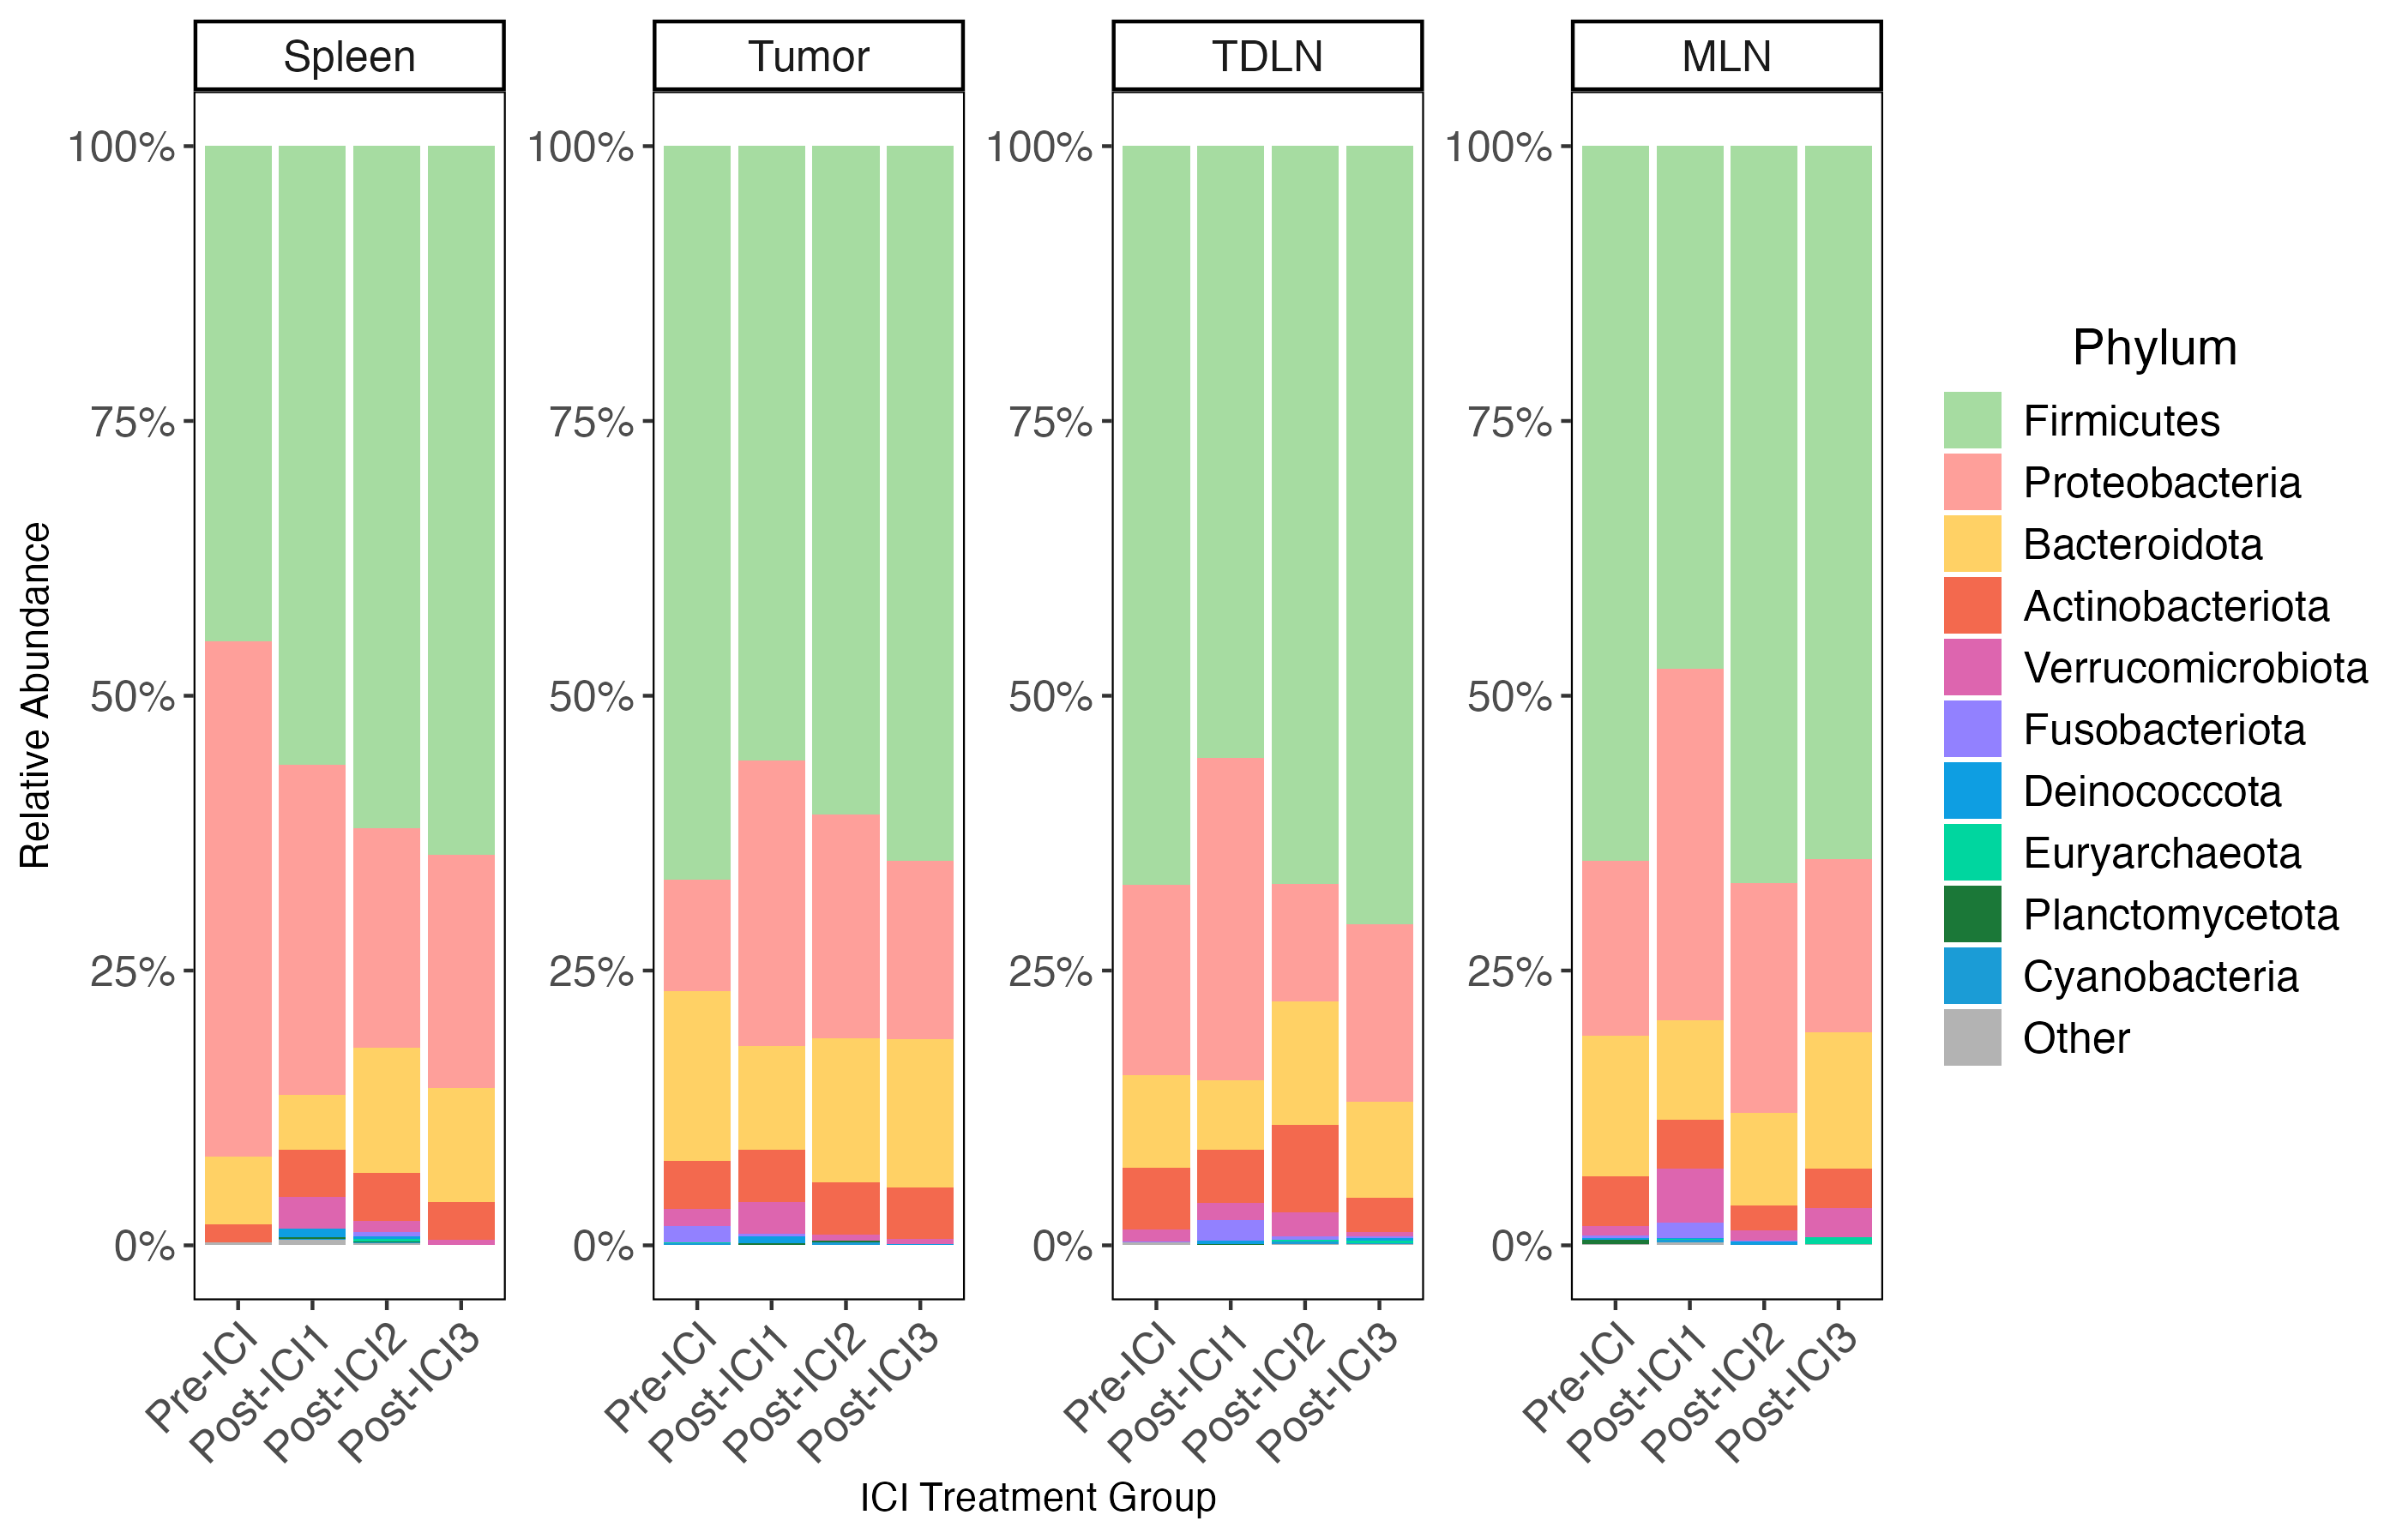 Spleen
Tumor
TDLN
MLN
Relative Abundance
100%
75%
50%
25%
0%
100%
75%
50%
25%
0%
100%
75%
50%
25%
0%
100%
75%
50%
25%
0%
Pre-ICI
Post-ICI1
Post-ICI2
Post-ICI3
Pre-ICI
Post-ICI1
Post-ICI2
Post-ICI3
Pre-ICI
Post-ICI1
Post-ICI2
Post-ICI3
Pre-ICI
Post-ICI1
Post-ICI2
Post-ICI3
ICI Treatment Group
Phylum
Firmicutes
Proteobacteria
Bacteroidota
Actinobacteriota
Verrucomicrobiota
Fusobacteriota
Deinococcota
Euryarchaeota
Planctomycetota
Cyanobacteria
Other